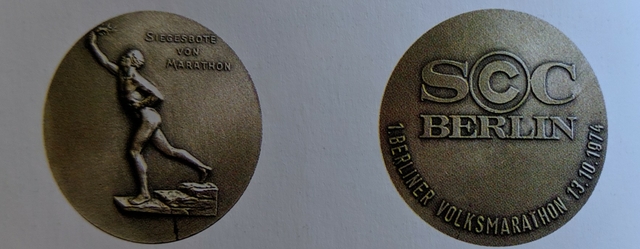 SIEGESBOTE
VON
MARATHON
SCC
BERLIN
1. BERLINER VOLKSMARATHON 13.10.1974